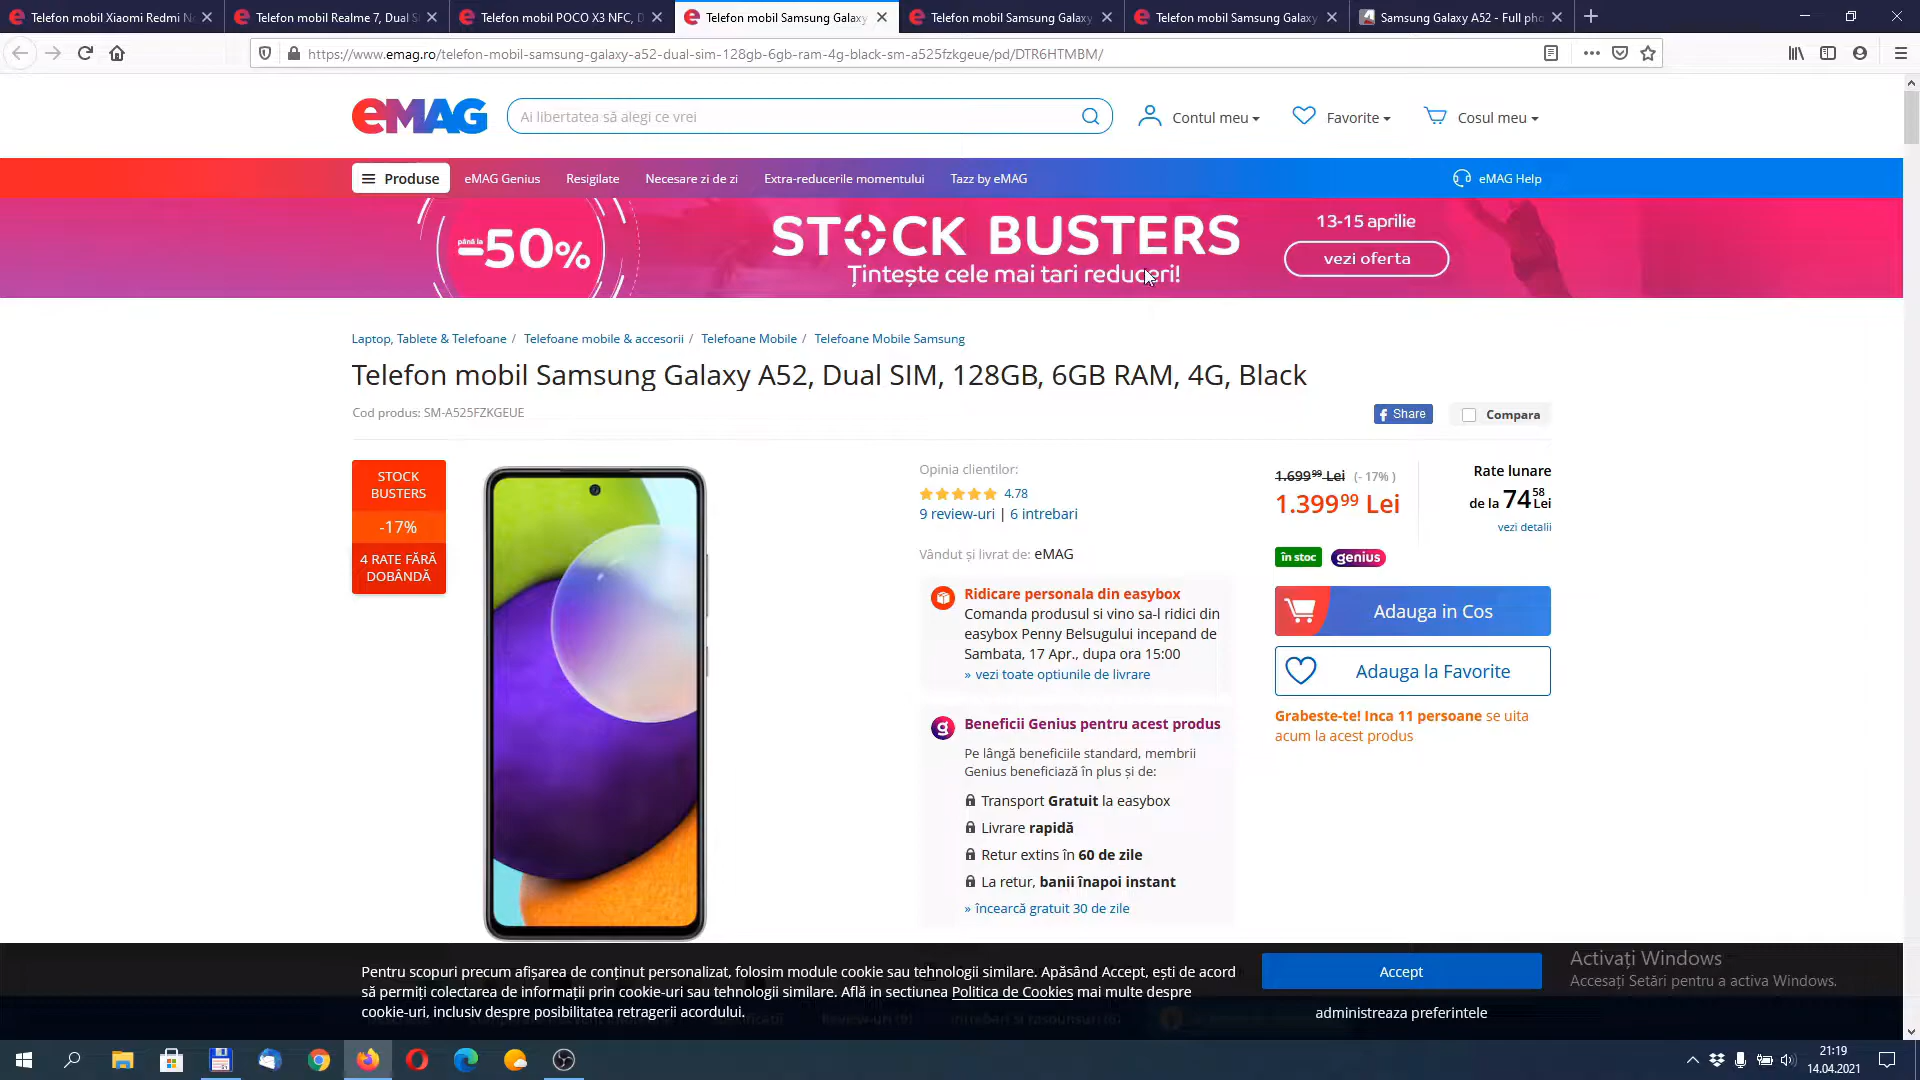 Telefon mobil Xiaomi Redmi N
Telefon mobil Realme 7, Dual S
Telefon mobil POCO X3 NFC, D
Telefon mobil Samsung Galaxy
Telefon mobil Samsung Galaxy
Telefon mobil Samsung Galaxy
Samsung Galaxy A52 - Full pho
https://www.emag.ro/telefon-mobil-samsung-galaxy-a52-dual-sim-128gb-6gb-ram-4g-black-sm-a525fzkgeue/pd/DTR6HTMBM/
eMAG
Ai libertatea să alegi ce vrei
Contul meu
Favorite
Cosul meu
Produse
eMAG Genius
Resigilate
Necesare zi de zi
Extra-reducerile momentului
Tazz by eMAG
eMAG Help
până la -50%
STOCK BUSTERS
Țintește cele mai tari reduceri!
13-15 aprilie
vezi oferta
Laptop, Tablete & Telefoane / Telefoane mobile & accesorii / Telefoane Mobile / Telefoane Mobile Samsung
Telefon mobil Samsung Galaxy A52, Dual SIM, 128GB, 6GB RAM, 4G, Black
Cod produs: SM-A525FZKGEUE
Share
Compara
STOCK
BUSTERS
-17%
4 RATE FĂRĂ
DOBÂNDĂ
Opinia clientilor:
4.78
9 review-uri | 6 intrebari
Vândut și livrat de: eMAG
Ridicare personala din easybox
Comanda produsul si vino sa-l ridici din
easybox Penny Belsugului incepand de
Sambata, 17 Apr., dupa ora 15:00
» vezi toate optiunile de livrare
Beneficii Genius pentru acest produs
Pe lângă beneficiile standard, membrii
Genius beneficiază în plus și de:
Transport Gratuit la easybox
Livrare rapidă
Retur extins în 60 de zile
La retur, banii înapoi instant
» încearcă gratuit 30 de zile
1.699 99 Lei (- 17% )
1.399 99 Lei
Rate lunare
de la 74 58 Lei
vezi detalii
în stoc
genius
Adauga in Cos
Adauga la Favorite
Grabeste-te! Inca 11 persoane se uita
acum la acest produs
Pentru scopuri precum afișarea de conținut personalizat, folosim module cookie sau tehnologii similare. Apăsând Accept, ești de acord
să permiți colectarea de informații prin cookie-uri sau tehnologii similare. Află in sectiunea Politica de Cookies mai multe despre
cookie-uri, inclusiv despre posibilitatea retragerii acordului.
Accept
administreaza preferintele
Activați Windows
Accesați Setări pentru a activa Windows.
21:19
14.04.2021